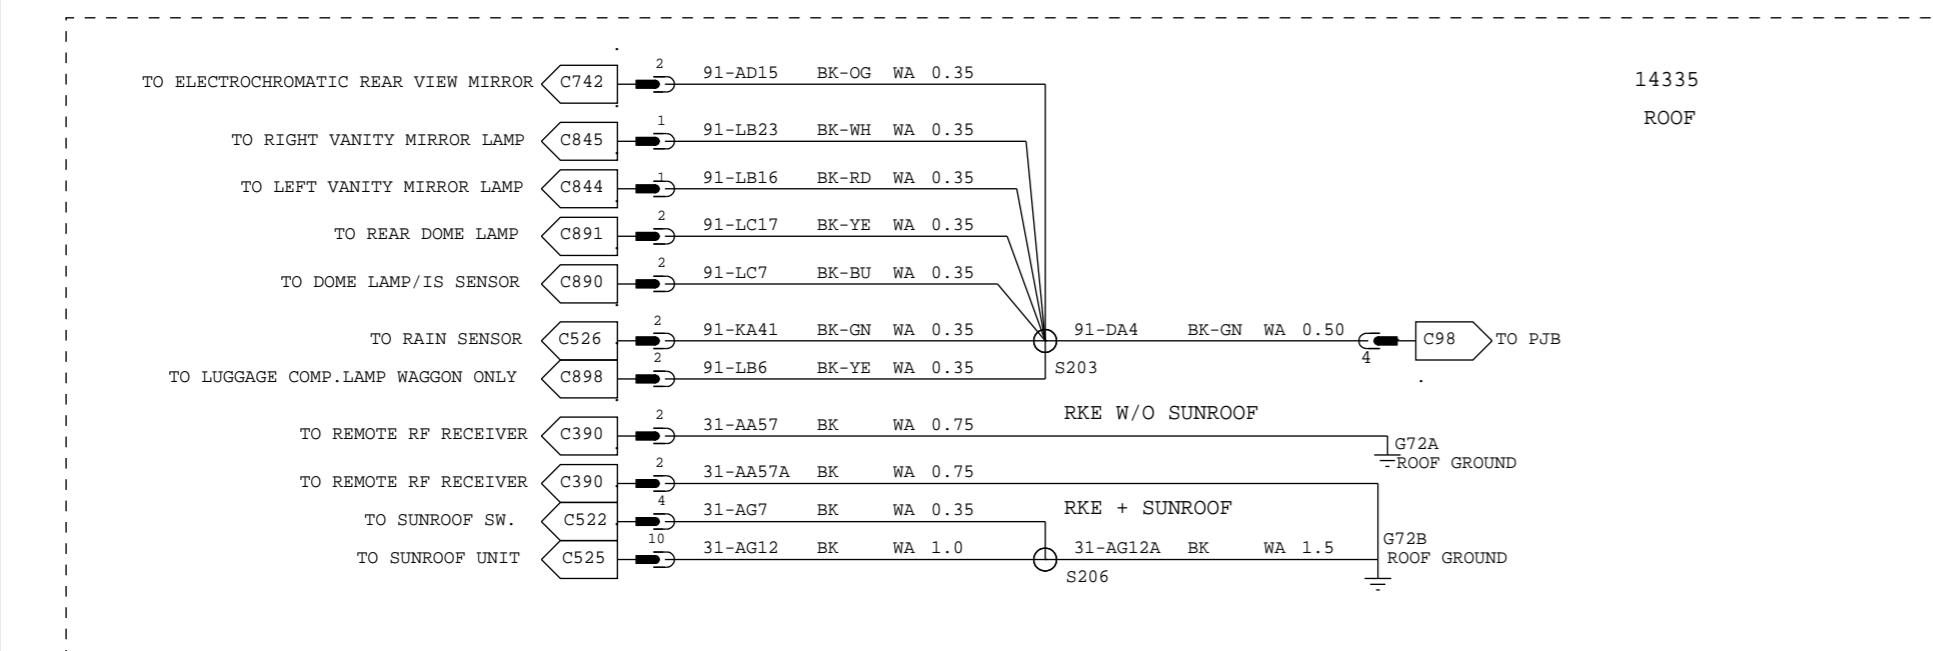 14335
ROOF
TO ELECTROCHROMATIC REAR VIEW MIRROR C742 2 91-AD15 BK-OG WA 0.35
TO RIGHT VANITY MIRROR LAMP C845 1 91-LB23 BK-WH WA 0.35
TO LEFT VANITY MIRROR LAMP C844 1 91-LB16 BK-RD WA 0.35
TO REAR DOME LAMP C891 2 91-LC17 BK-YE WA 0.35
TO DOME LAMP/IS SENSOR C890 2 91-LC7 BK-BU WA 0.35
TO RAIN SENSOR C526 2 91-KA41 BK-GN WA 0.35 91-DA4 BK-GN WA 0.50 4 C98 TO PJB
S203
TO LUGGAGE COMP.LAMP WAGGON ONLY C898 2 91-LB6 BK-YE WA 0.35
RKE W/O SUNROOF
TO REMOTE RF RECEIVER C390 2 31-AA57 BK WA 0.75
G72A
ROOF GROUND
TO REMOTE RF RECEIVER C390 2 31-AA57A BK WA 0.75
RKE + SUNROOF
TO SUNROOF SW. C522 4 31-AG7 BK WA 0.35
G72B
ROOF GROUND
TO SUNROOF UNIT C525 10 31-AG12 BK WA 1.0 31-AG12A BK WA 1.5
S206